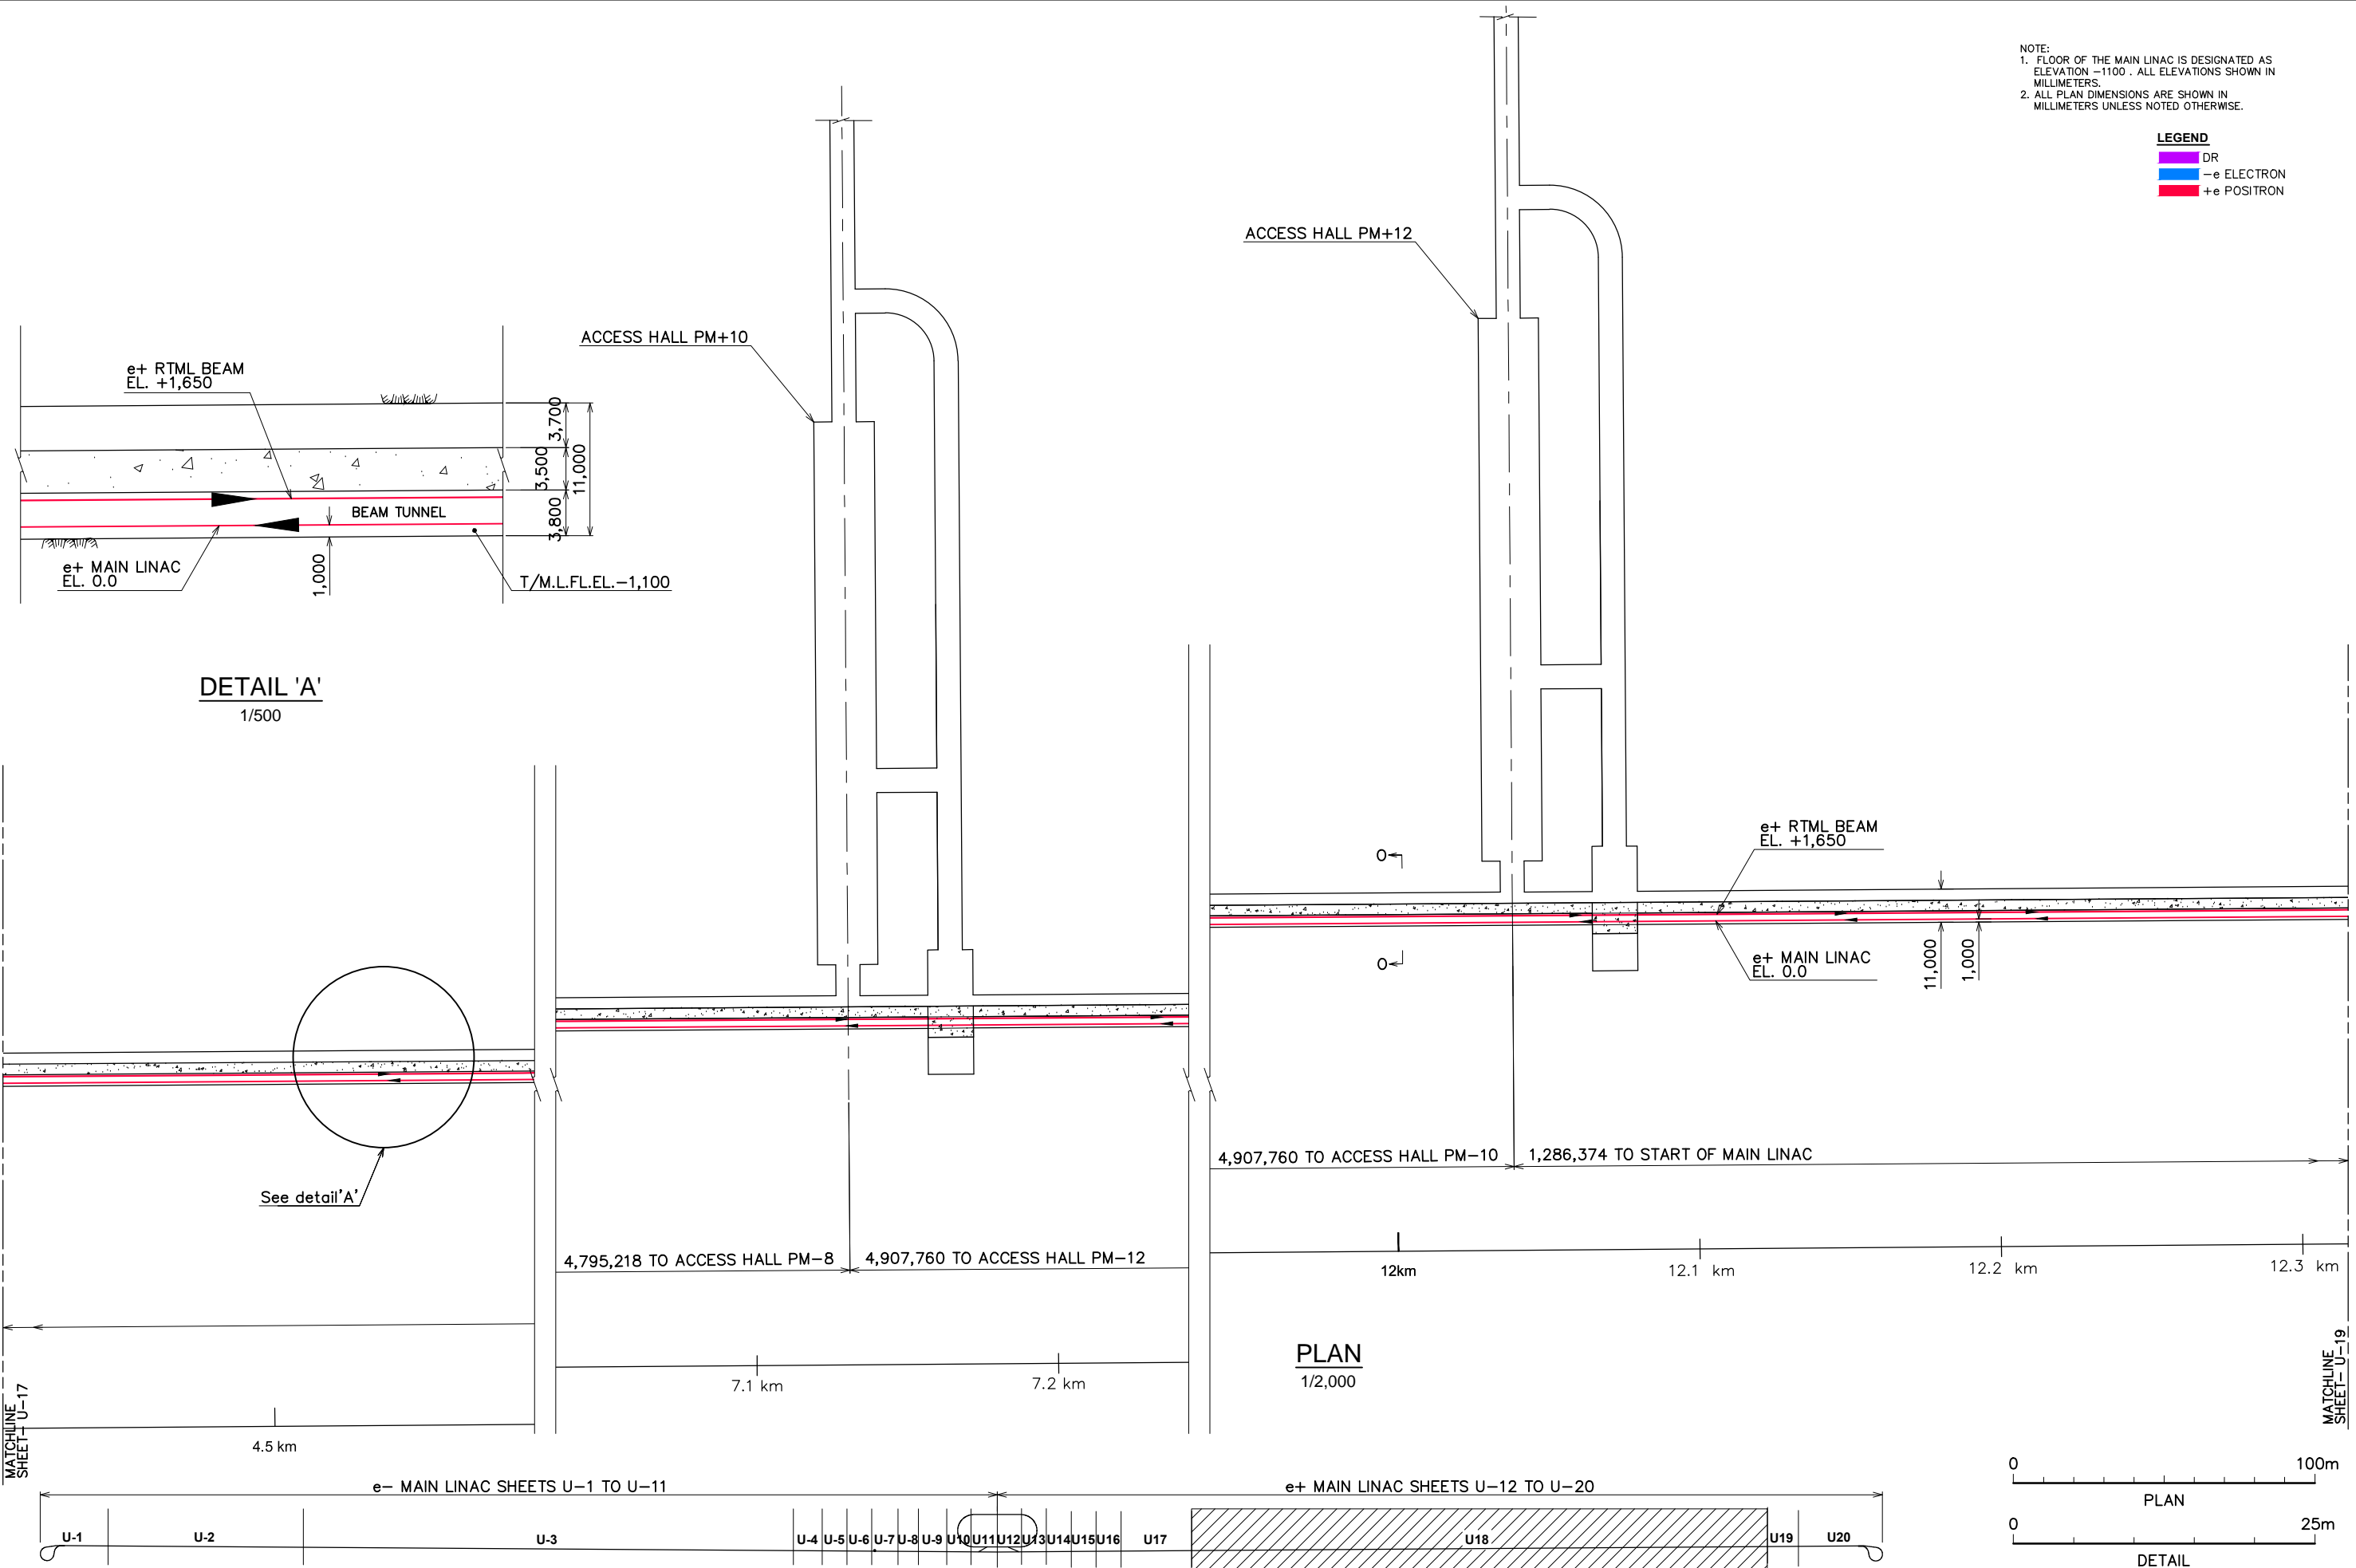 NOTE:
1. FLOOR OF THE MAIN LINAC IS DESIGNATED AS
ELEVATION −1100 . ALL ELEVATIONS SHOWN IN
MILLIMETERS.
2. ALL PLAN DIMENSIONS ARE SHOWN IN
MILLIMETERS UNLESS NOTED OTHERWISE.
LEGEND
DR
−e ELECTRON
+e POSITRON
ACCESS HALL PM+12
ACCESS HALL PM+10
e+ RTML BEAM
EL. +1,650
3,700
3,500
11,000
3,800
BEAM TUNNEL
1,000
e+ MAIN LINAC
EL. 0.0
T/M.L.FL.EL.−1,100
DETAIL 'A'
1/500
See detail'A'
e+ RTML BEAM
EL. +1,650
O
O
e+ MAIN LINAC
EL. 0.0
11,000
1,000
4,907,760 TO ACCESS HALL PM−10
1,286,374 TO START OF MAIN LINAC
4,795,218 TO ACCESS HALL PM−8
4,907,760 TO ACCESS HALL PM−12
12km
12.1 km
12.2 km
12.3 km
7.1 km
7.2 km
4.5 km
PLAN
1/2,000
MATCHLINE
SHEET− U−17
MATCHLINE
SHEET− U−19
e− MAIN LINAC SHEETS U−1 TO U−11
e+ MAIN LINAC SHEETS U−12 TO U−20
U-1 U-2 U-3 U-4 U-5 U-6 U-7 U-8 U-9 U10 U11 U12 U13 U14 U15 U16 U17 U18 U19 U20
0 100m
PLAN
0 25m
DETAIL